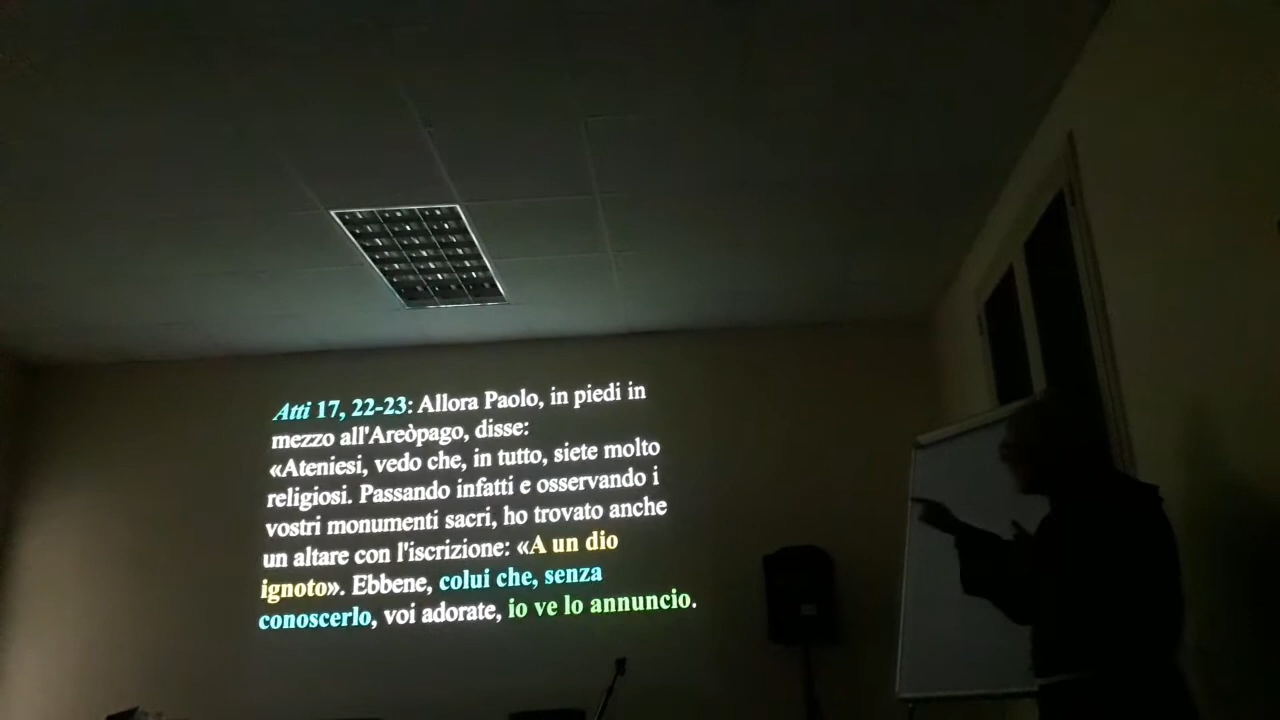 Atti 17, 22-23: Allora Paolo, in piedi in
mezzo all'Areòpago, disse:
«Ateniesi, vedo che, in tutto, siete molto
religiosi. Passando infatti e osservando i
vostri monumenti sacri, ho trovato anche
un altare con l'iscrizione: «A un dio
ignoto». Ebbene, colui che, senza
conoscerlo, voi adorate, io ve lo annuncio.